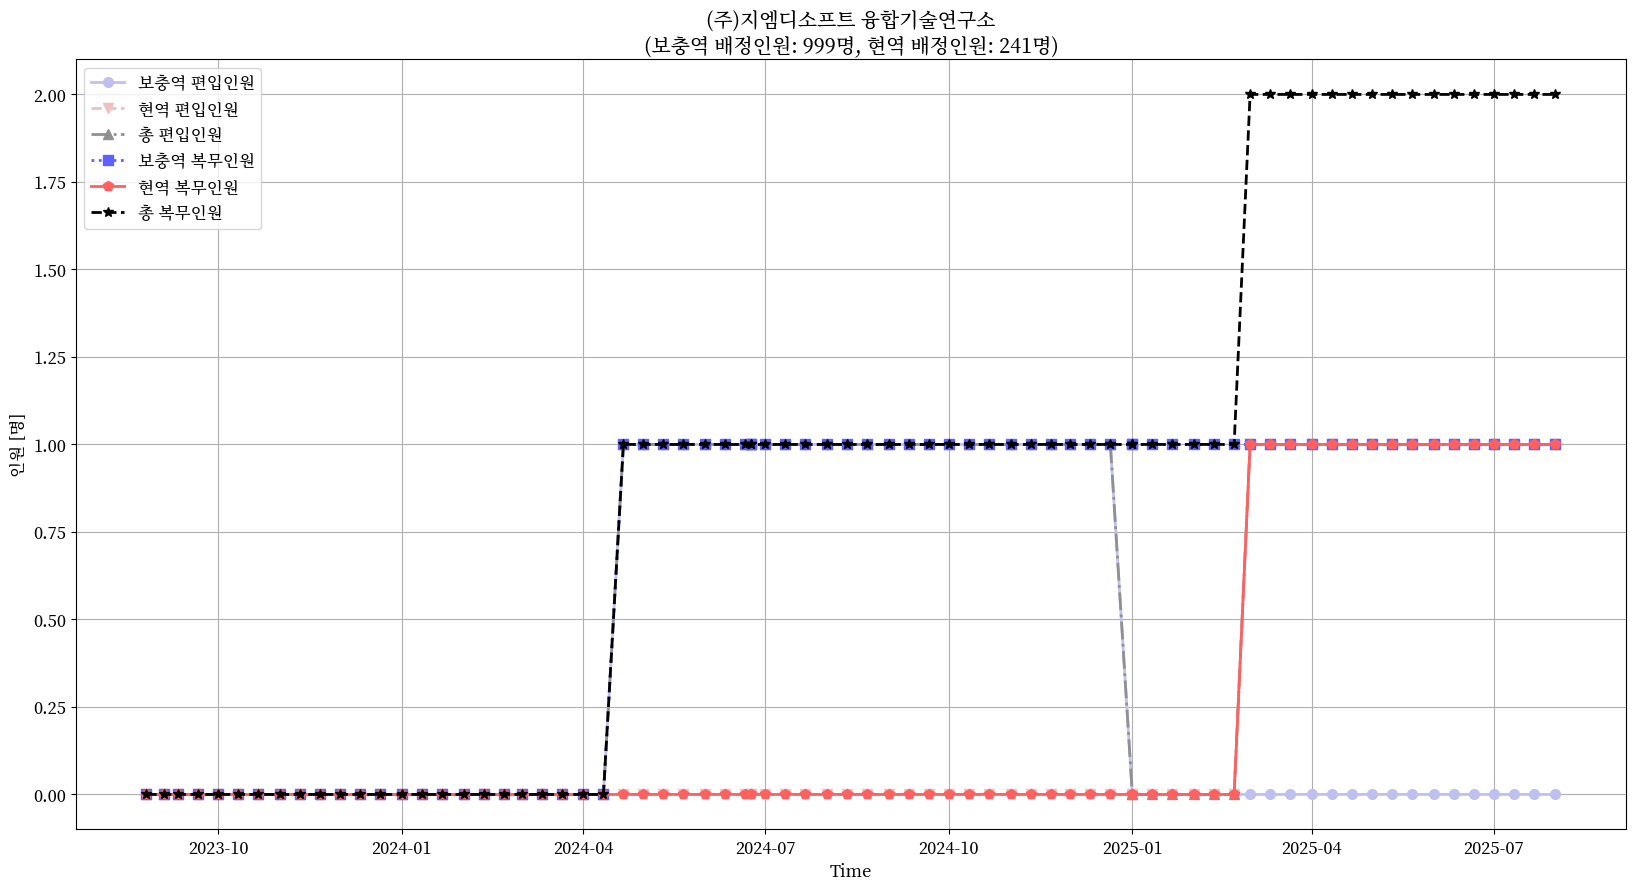 (주)지엠디소프트 융합기술연구소
(보충역 배정인원: 999명, 현역 배정인원: 241명)
보충역 편입인원
현역 편입인원
총 편입인원
보충역 복무인원
현역 복무인원
총 복무인원
2.00
1.75
1.50
1.25
1.00
0.75
0.50
0.25
0.00
인원 [명]
2023-10 2024-01 2024-04 2024-07 2024-10 2025-01 2025-04 2025-07
Time